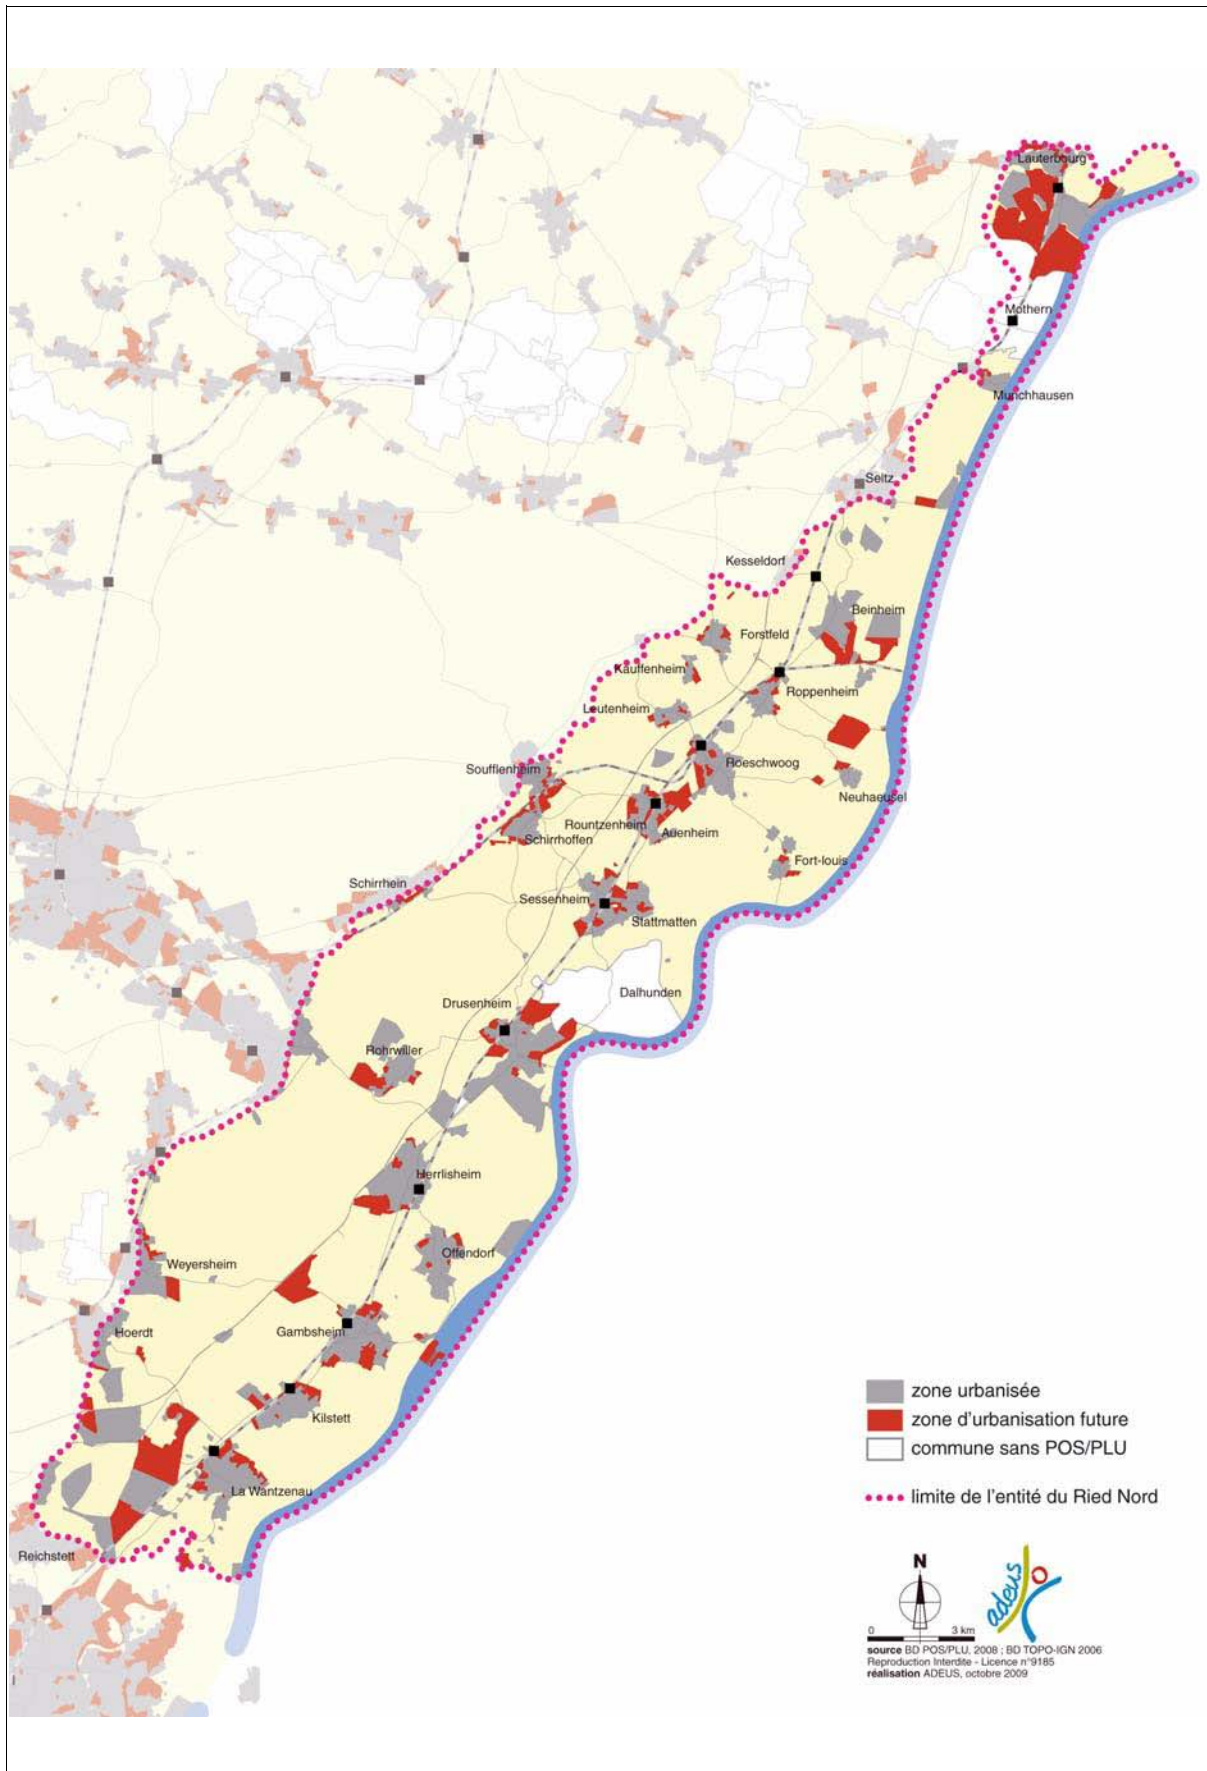 Lauterbourg
Mothern
Munchhausen
Seltz
Kesseldorf
Beinheim
Forstfeld
Kauffenheim
Roppenheim
Leutenheim
Roeschwoog
Soufflenheim
Neuhaeusel
Rountzenheim
Auenheim
Schirrhoffen
Fort-louis
Schirrhein
Sessenheim
Stattmatten
Dalhunden
Drusenheim
Rohrwiller
Herrlisheim
Offendorf
Weyersheim
Gambsheim
Hoerdt
Kilstett
La Wantzenau
Reichstett
zone urbanisée
zone d'urbanisation future
commune sans POS/PLU
limite de l'entité du Ried Nord
N
adeus
0 3 km
source BD POS/PLU, 2008 ; BD TOPO-IGN 2006
Reproduction Interdite - Licence n°9185
réalisation ADEUS, octobre 2009